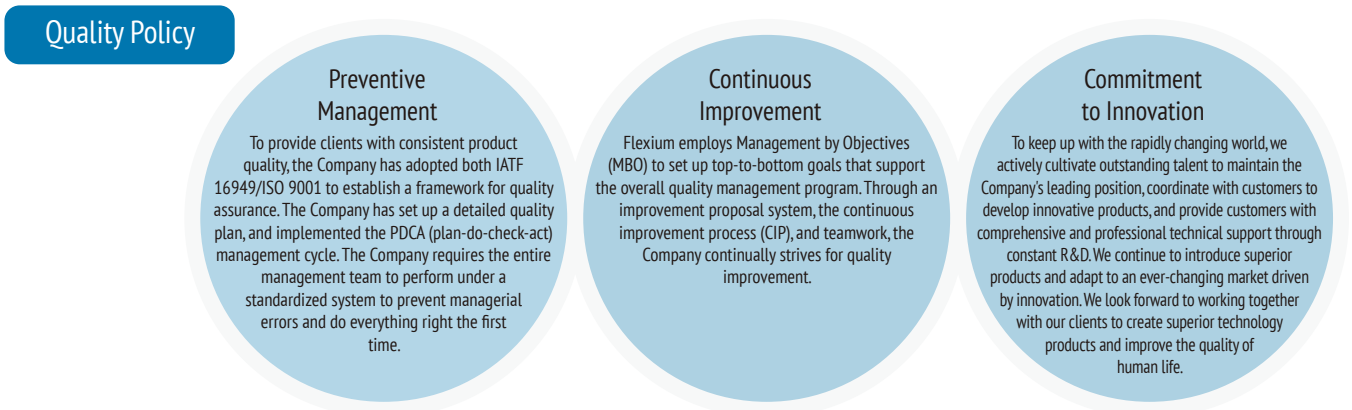 Quality Policy
Preventive
Management
To provide clients with consistent product
quality, the Company has adopted both IATF
16949/ISO 9001 to establish a framework for quality
assurance. The Company has set up a detailed quality
plan, and implemented the PDCA (plan-do-check-act)
management cycle. The Company requires the entire
management team to perform under a
standardized system to prevent managerial
errors and do everything right the first
time.
Continuous
Improvement
Flexium employs Management by Objectives
(MBO) to set up top-to-bottom goals that support
the overall quality management program. Through an
improvement proposal system, the continuous
improvement process (CIP), and teamwork, the
Company continually strives for quality
improvement.
Commitment
to Innovation
To keep up with the rapidly changing world, we
actively cultivate outstanding talent to maintain the
Company's leading position, coordinate with customers to
develop innovative products, and provide customers with
comprehensive and professional technical support through
constant R&D. We continue to introduce superior
products and adapt to an ever-changing market driven
by innovation. We look forward to working together
with our clients to create superior technology
products and improve the quality of
human life.